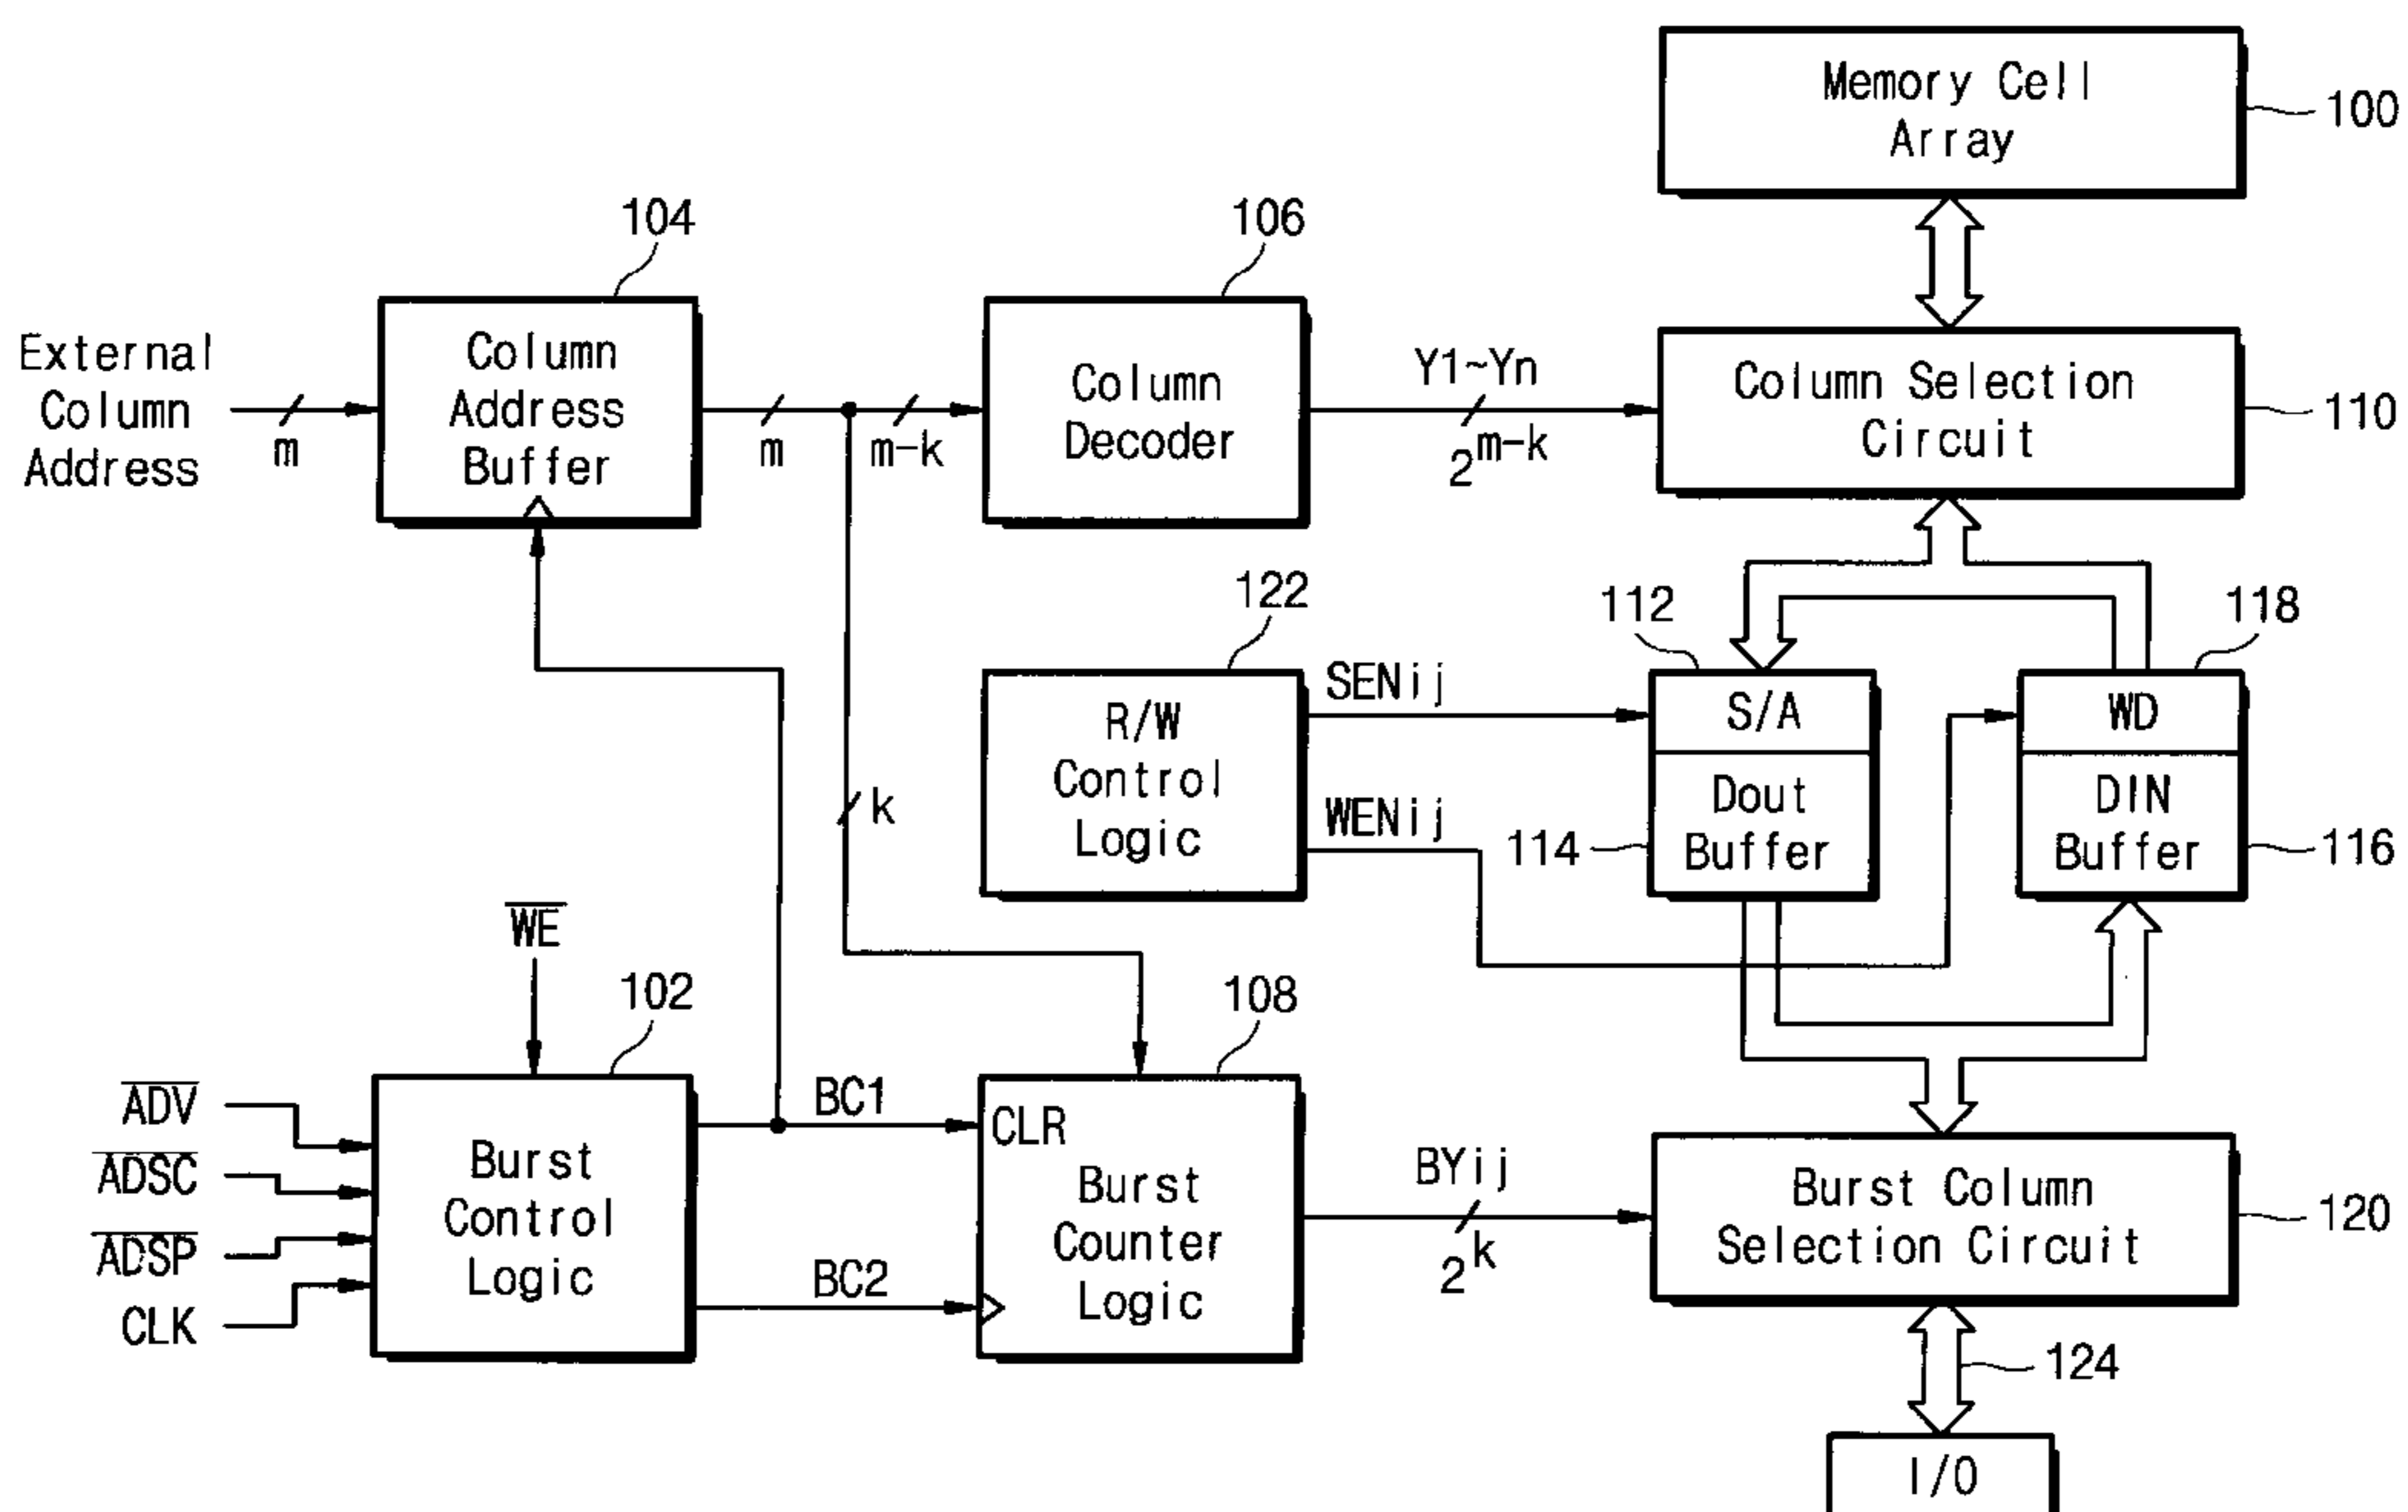 Memory Cell
Array
100
104
106
External
Column
Address
m
Column
Address
Buffer
m
m-k
Column
Decoder
Y1~Yn
2^m-k
Column Selection
Circuit
110
122
112
118
R/W
Control
Logic
SENij
WENij
S/A
Dout
Buffer
114
WD
DIN
Buffer
116
k
WE
102
108
ADV
ADSC
ADSP
CLK
Burst
Control
Logic
BC1
BC2
CLR
Burst
Counter
Logic
BYij
2^k
Burst Column
Selection Circuit
120
124
I/O